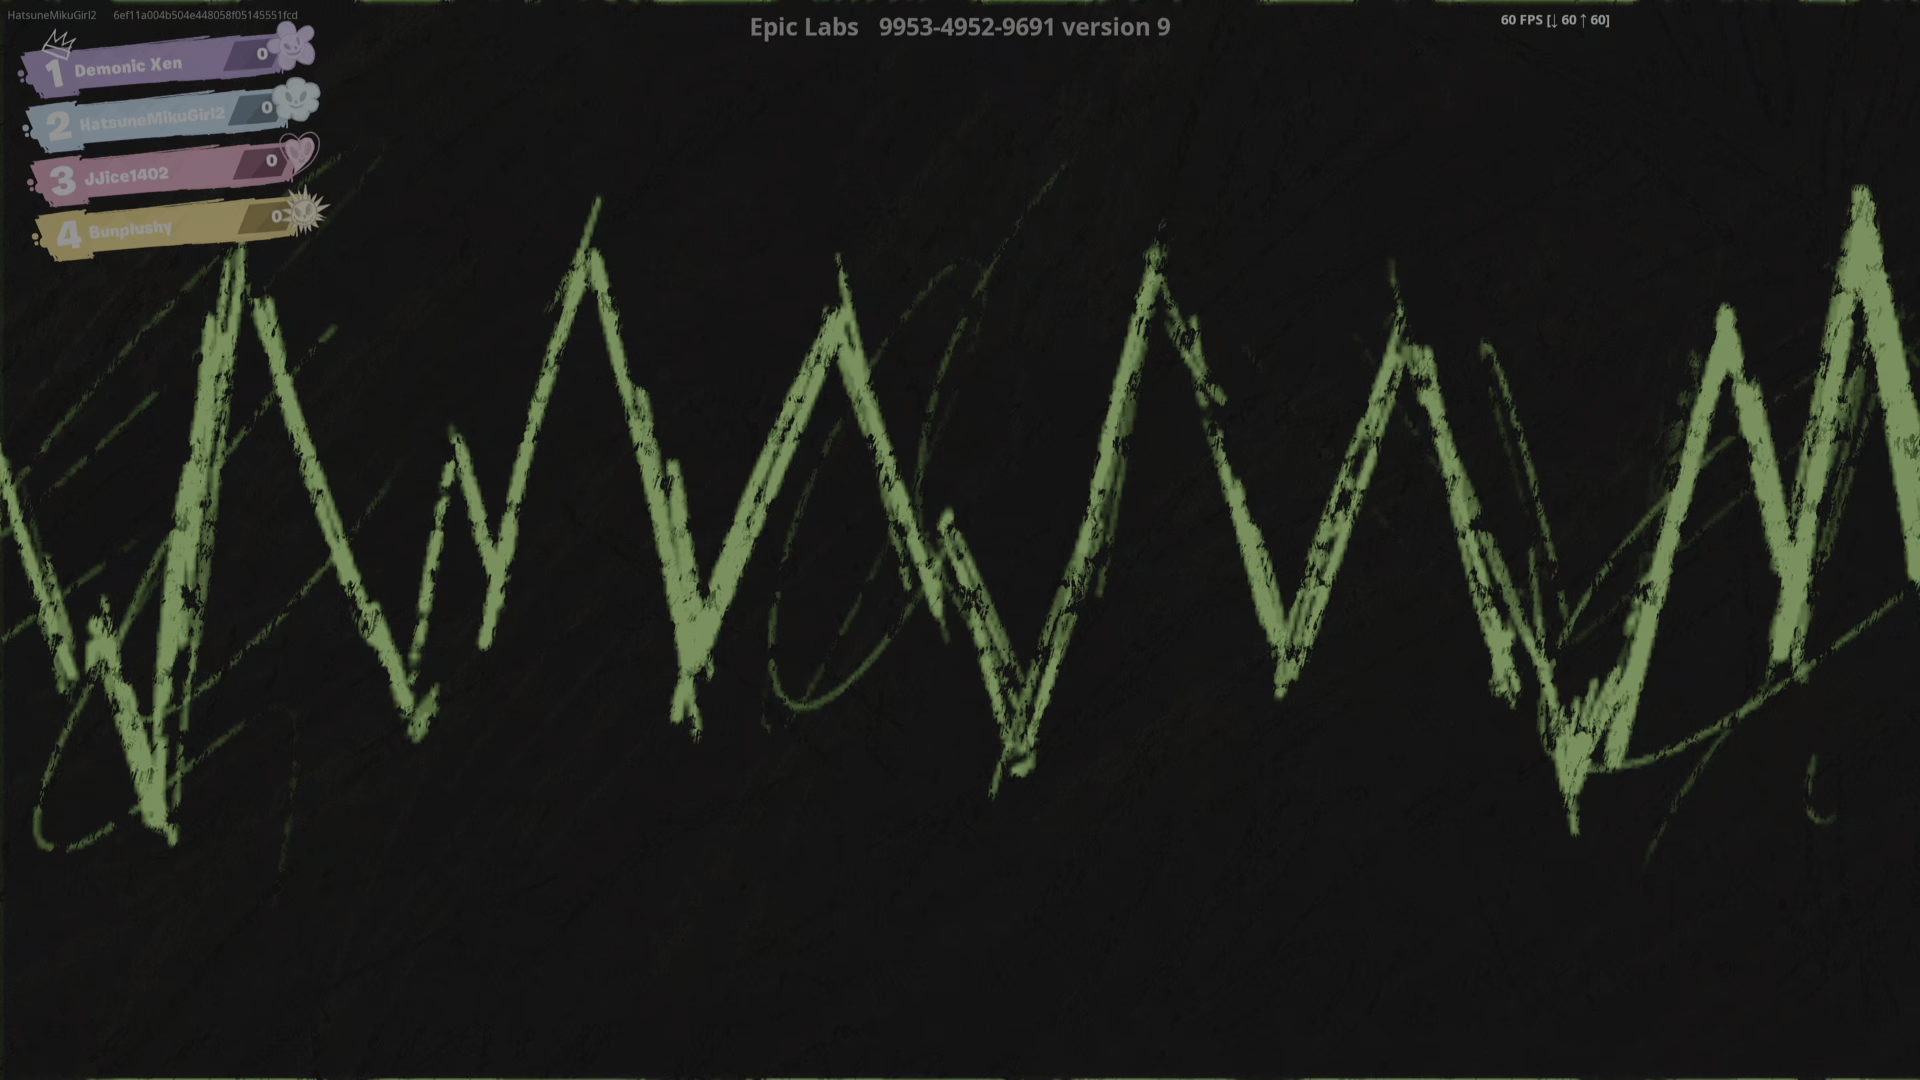 HatsuneMikuGirl2 6ef11a004b504e448058f05145551fcd
Epic Labs 9953-4952-9691 version 9
60 FPS [↓ 60 ↑ 60]
1 Demonic Xen 0
2 HatsuneMikuGirl2 0
3 JJice1402 0
4 Bunplushy 0